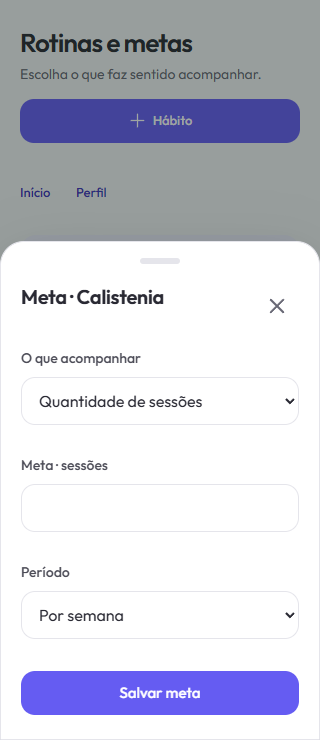 Rotinas e metas
Escolha o que faz sentido acompanhar.
Hábito
Início Perfil
Meta · Calistenia
O que acompanhar
Quantidade de sessões
Meta · sessões
Período
Por semana
Salvar meta